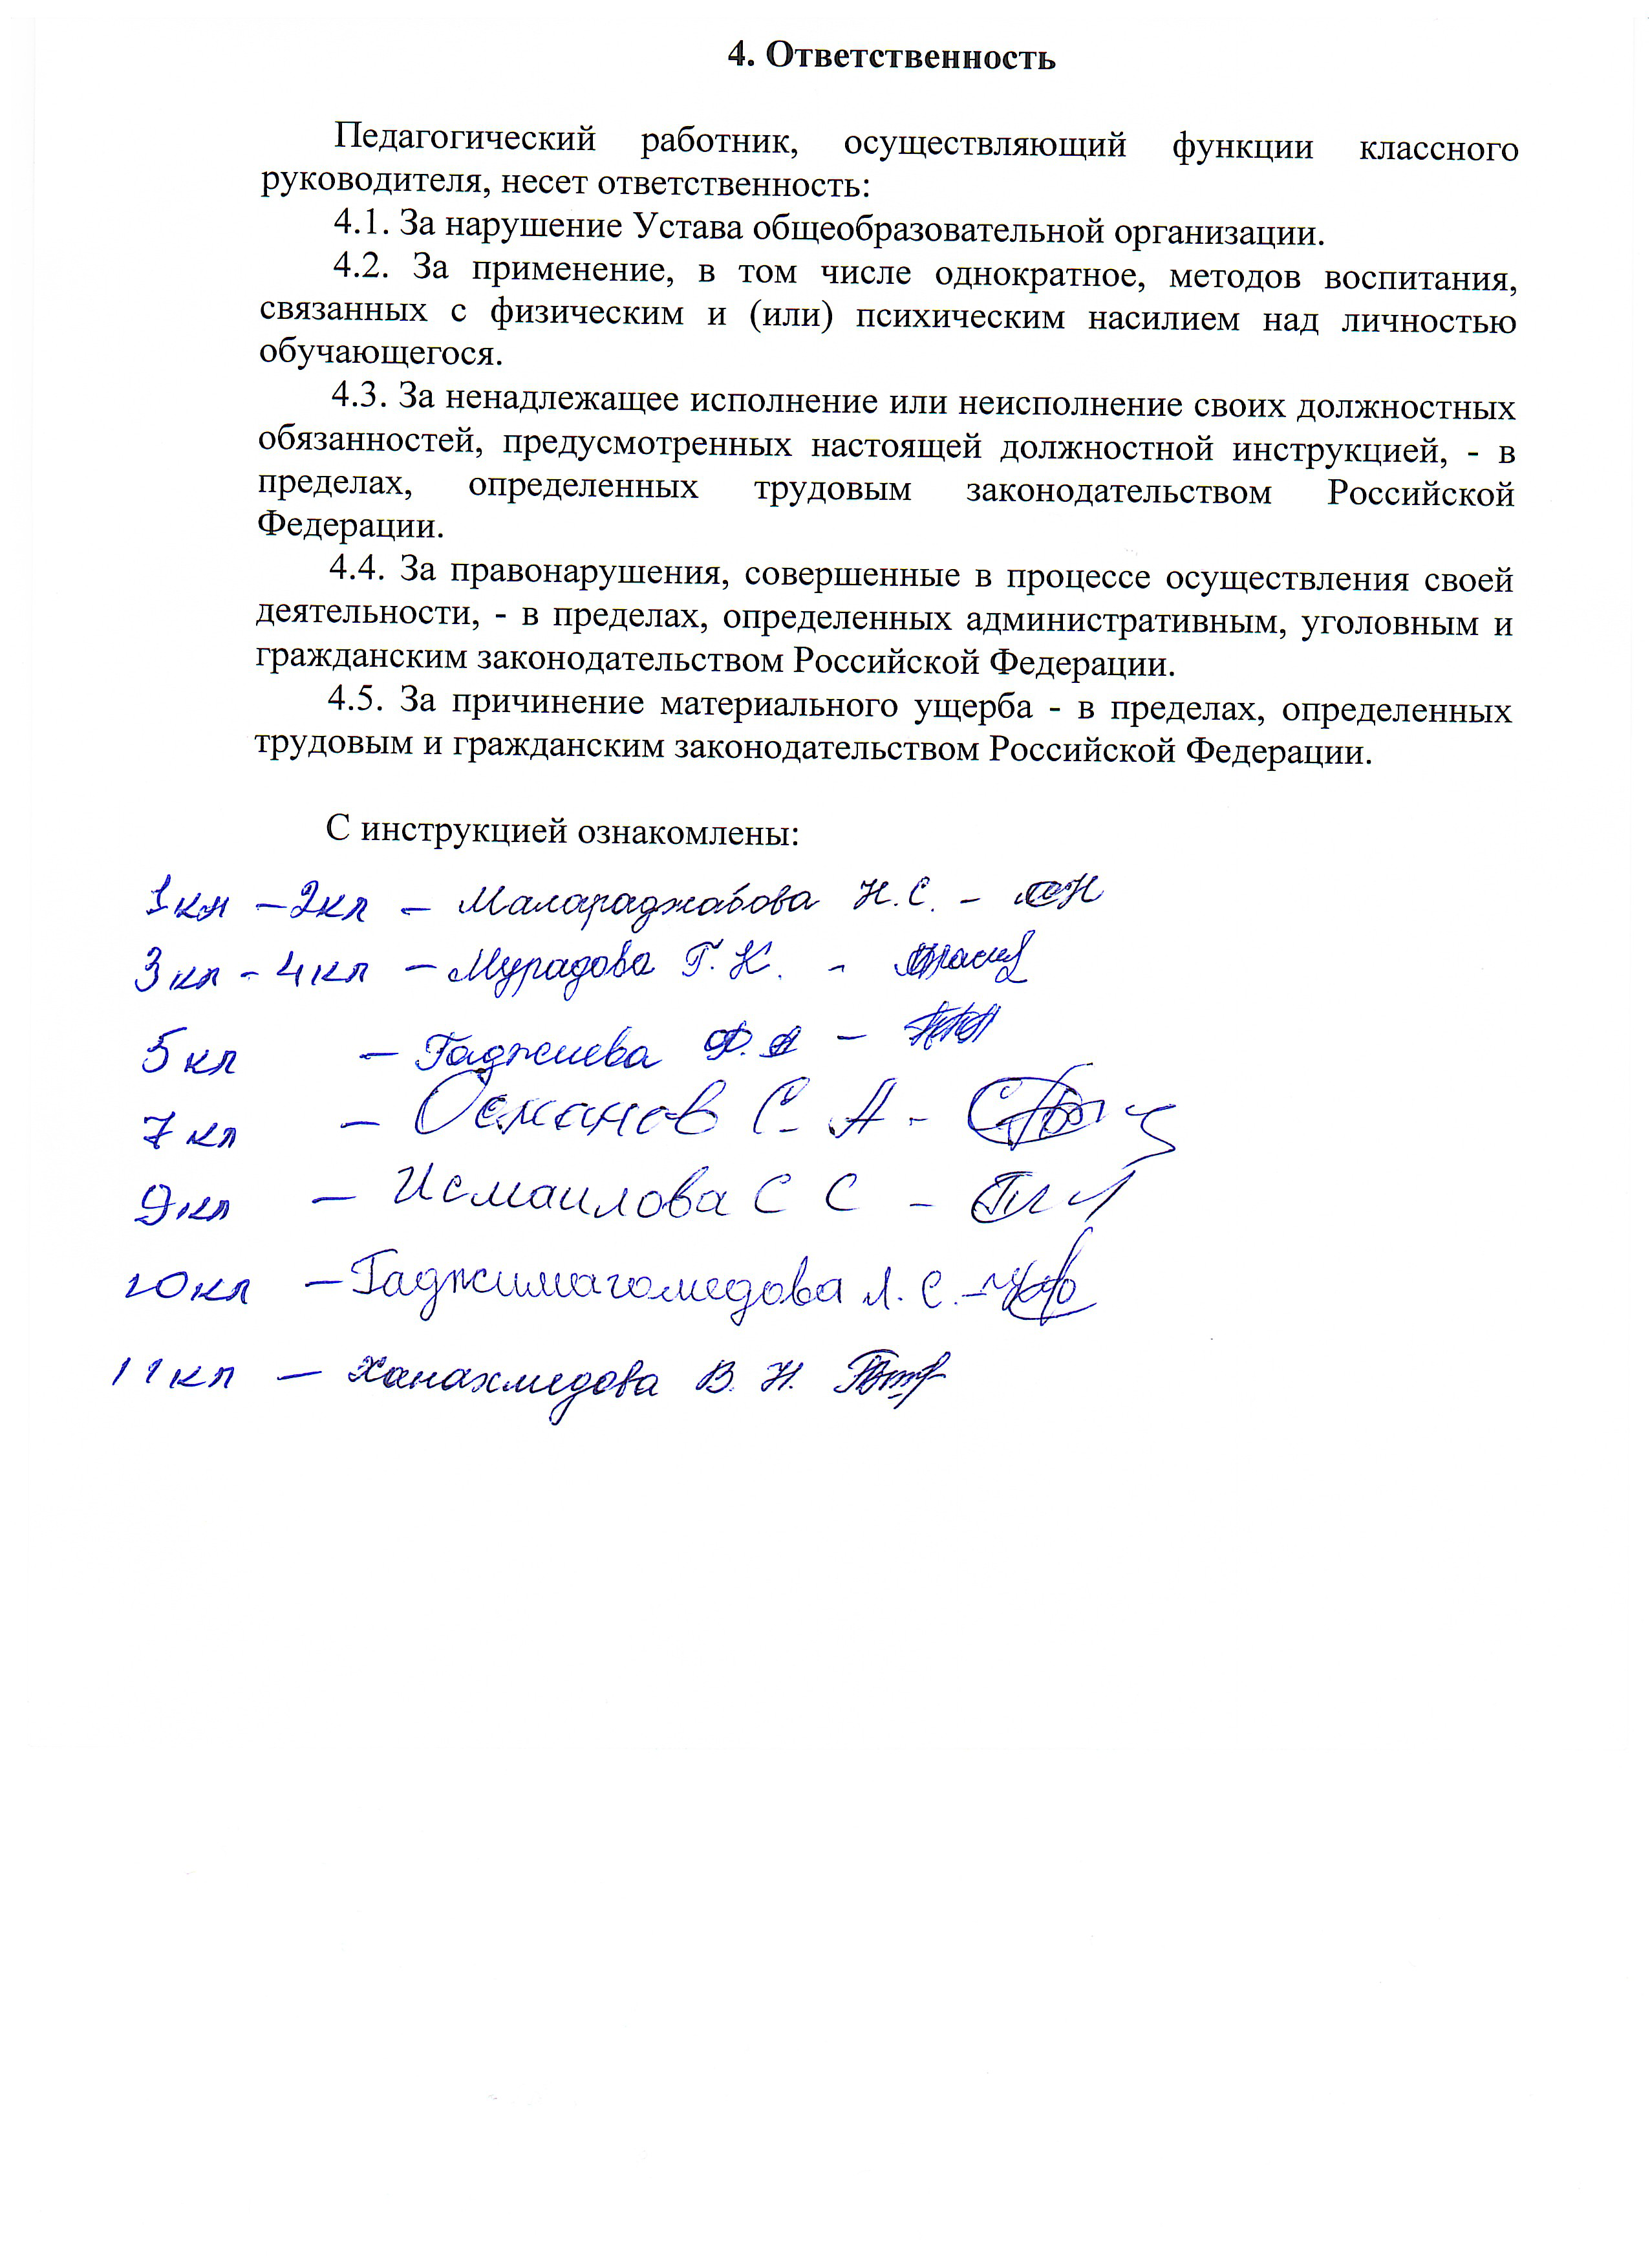 4. Ответственность
Педагогический работник, осуществляющий функции классного
руководителя, несет ответственность:
4.1. За нарушение Устава общеобразовательной организации.
4.2. За применение, в том числе однократное, методов воспитания,
связанных с физическим и (или) психическим насилием над личностью
обучающегося.
4.3. За ненадлежащее исполнение или неисполнение своих должностных
обязанностей, предусмотренных настоящей должностной инструкцией, - в
пределах, определенных трудовым законодательством Российской
Федерации.
4.4. За правонарушения, совершенные в процессе осуществления своей
деятельности, - в пределах, определенных административным, уголовным и
гражданским законодательством Российской Федерации.
4.5. За причинение материального ущерба - в пределах, определенных
трудовым и гражданским законодательством Российской Федерации.
С инструкцией ознакомлены:
1кл – 2кл – Малараджабова Н.С. –
3кл - 4кл – Мурадова Г.К. -
5кл – Гаджиева Ф.А –
7кл – Османов С. А -
9кл – Исмаилова С С -
10кл – Гаджимагомедова Л. С. -
11кл – Ханахмедова В. Н.